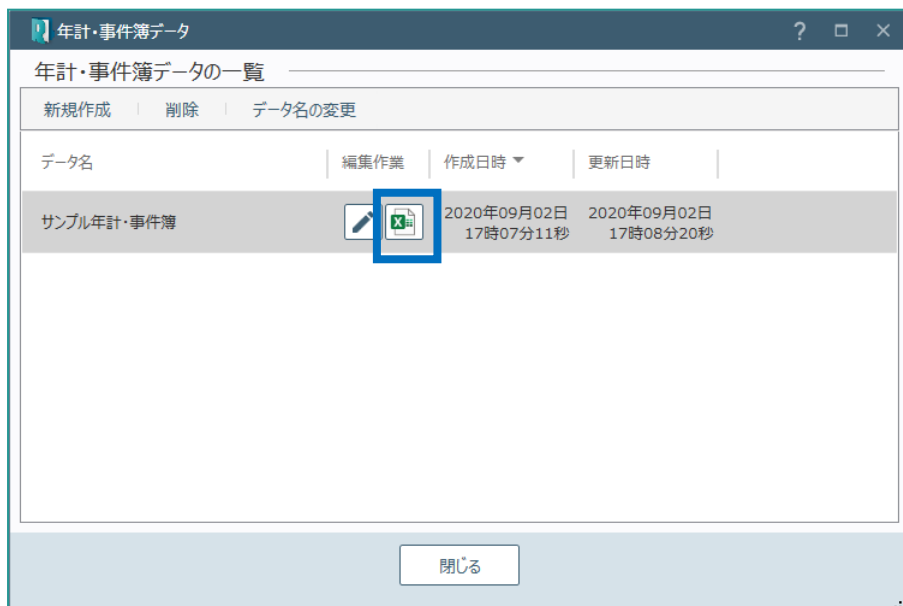 年計・事件簿データ
年計・事件簿データの一覧
新規作成 削除 データ名の変更
データ名 編集作業 作成日時 更新日時
サンプル年計・事件簿 2020年09月02日 17時07分11秒 2020年09月02日 17時08分20秒
閉じる